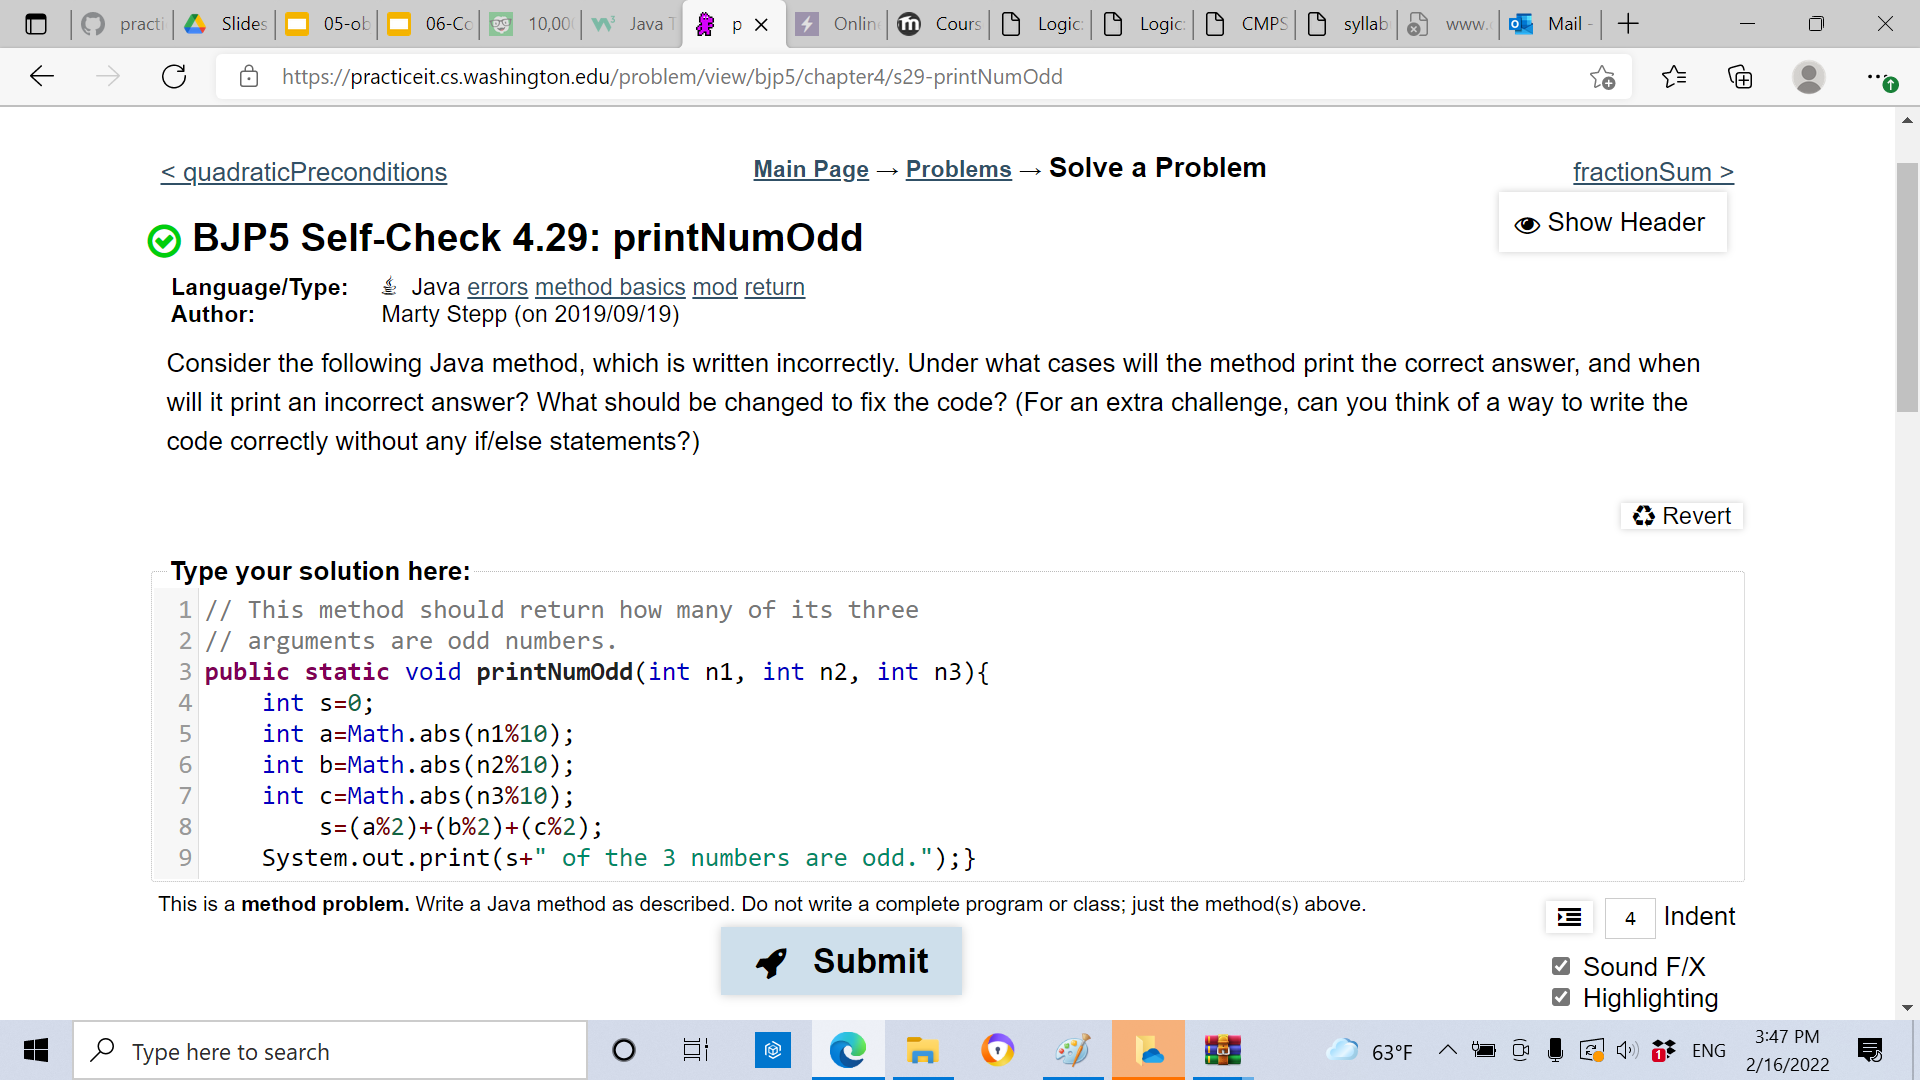 practi
Slides
05-ob
06-Co
10,00
Java T
p
Onlin
Cours
Logic:
Logic:
CMPS
syllab
www.
Mail -
https://practiceit.cs.washington.edu/problem/view/bjp5/chapter4/s29-printNumOdd
< quadraticPreconditions
Main Page → Problems → Solve a Problem
fractionSum >
Show Header
BJP5 Self-Check 4.29: printNumOdd
Language/Type: Java errors method basics mod return
Author: Marty Stepp (on 2019/09/19)
Consider the following Java method, which is written incorrectly. Under what cases will the method print the correct answer, and when
will it print an incorrect answer? What should be changed to fix the code? (For an extra challenge, can you think of a way to write the
code correctly without any if/else statements?)
Revert
Type your solution here:
1 // This method should return how many of its three
2 // arguments are odd numbers.
3 public static void printNumOdd(int n1, int n2, int n3){
4     int s=0;
5     int a=Math.abs(n1%10);
6     int b=Math.abs(n2%10);
7     int c=Math.abs(n3%10);
8         s=(a%2)+(b%2)+(c%2);
9     System.out.print(s+" of the 3 numbers are odd.");}
This is a method problem. Write a Java method as described. Do not write a complete program or class; just the method(s) above.
4 Indent
Submit
Sound F/X
Highlighting
Type here to search
63°F
1
ENG
3:47 PM
2/16/2022